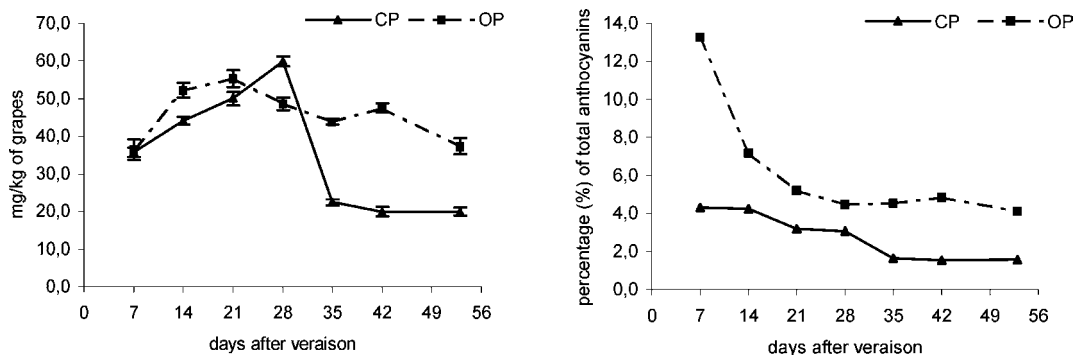 CP OP
70,0
60,0
50,0
40,0
30,0
20,0
10,0
0,0
mg/kg of grapes
0 7 14 21 28 35 42 49 56
days after veraison
CP OP
14,0
12,0
10,0
8,0
6,0
4,0
2,0
0,0
percentage (%) of total anthocyanins
0 7 14 21 28 35 42 49 56
days after veraison